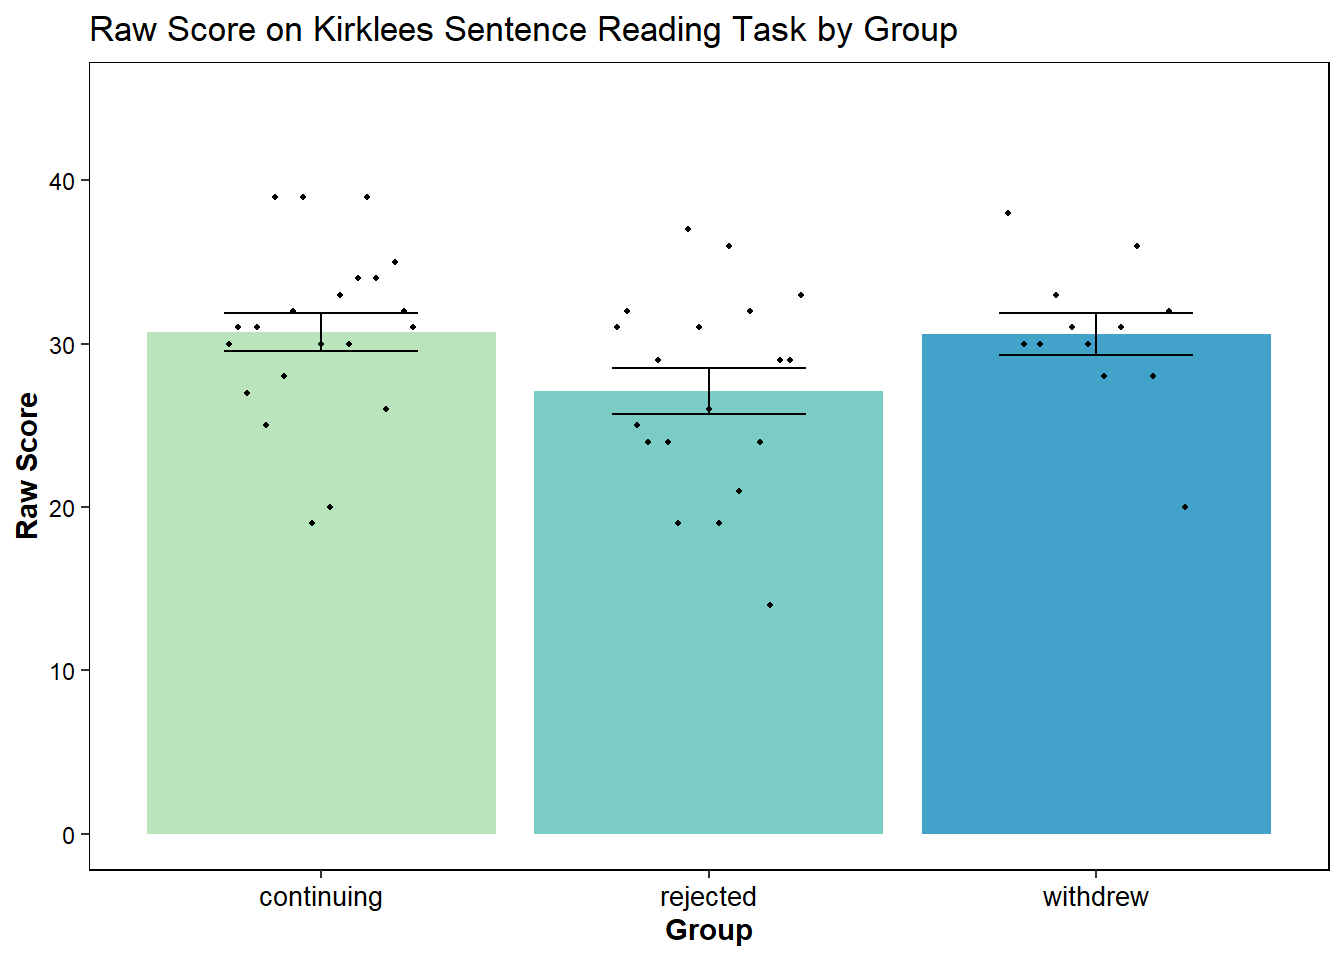 Raw Score on Kirklees Sentence Reading Task by Group
40
30
20
10
0
Raw Score
continuing rejected withdrew
Group